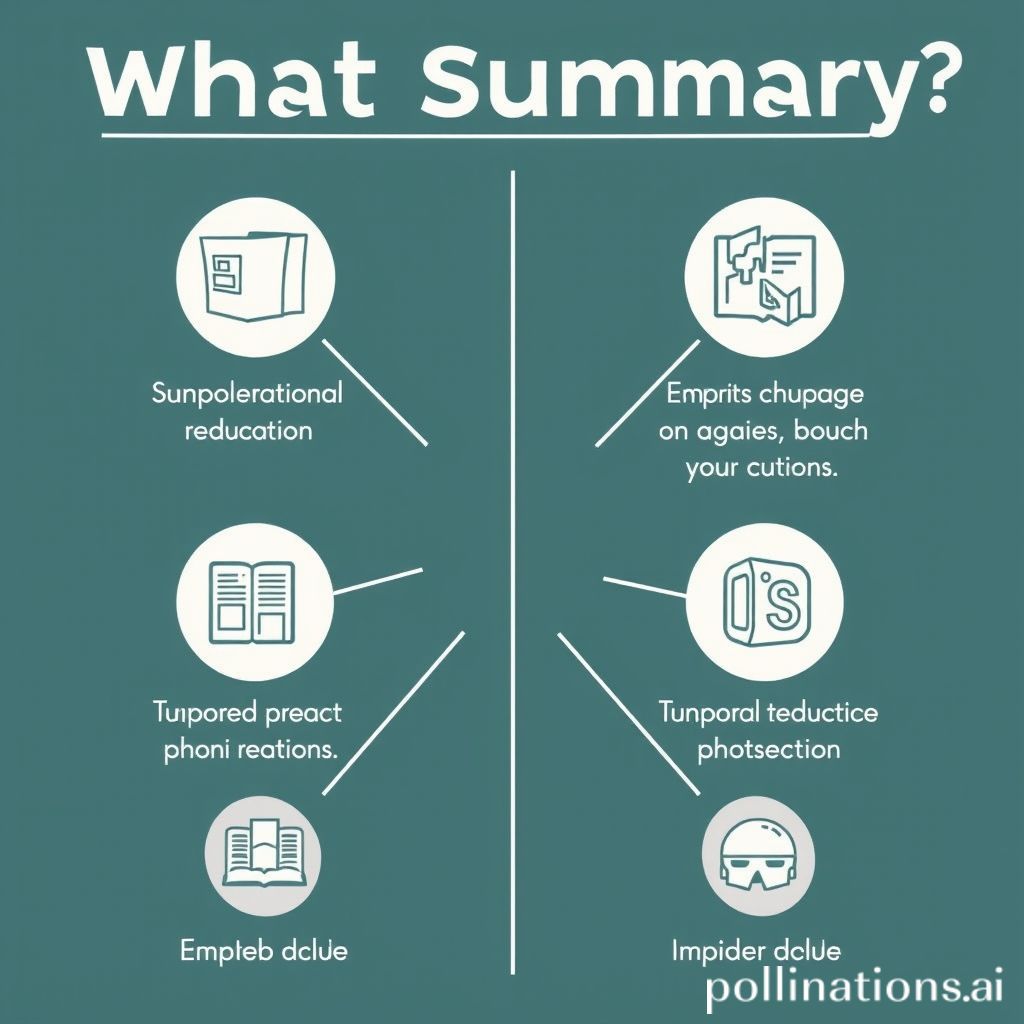 What Summary?
Sunpolerational
reducation
Emprits chupage
on agaies, bouch
your cutions.
S
Tuipored preact
phoni reations.
Tunporal teductice
photsection
Empteb dclue
Impider dclue
pollinations.ai